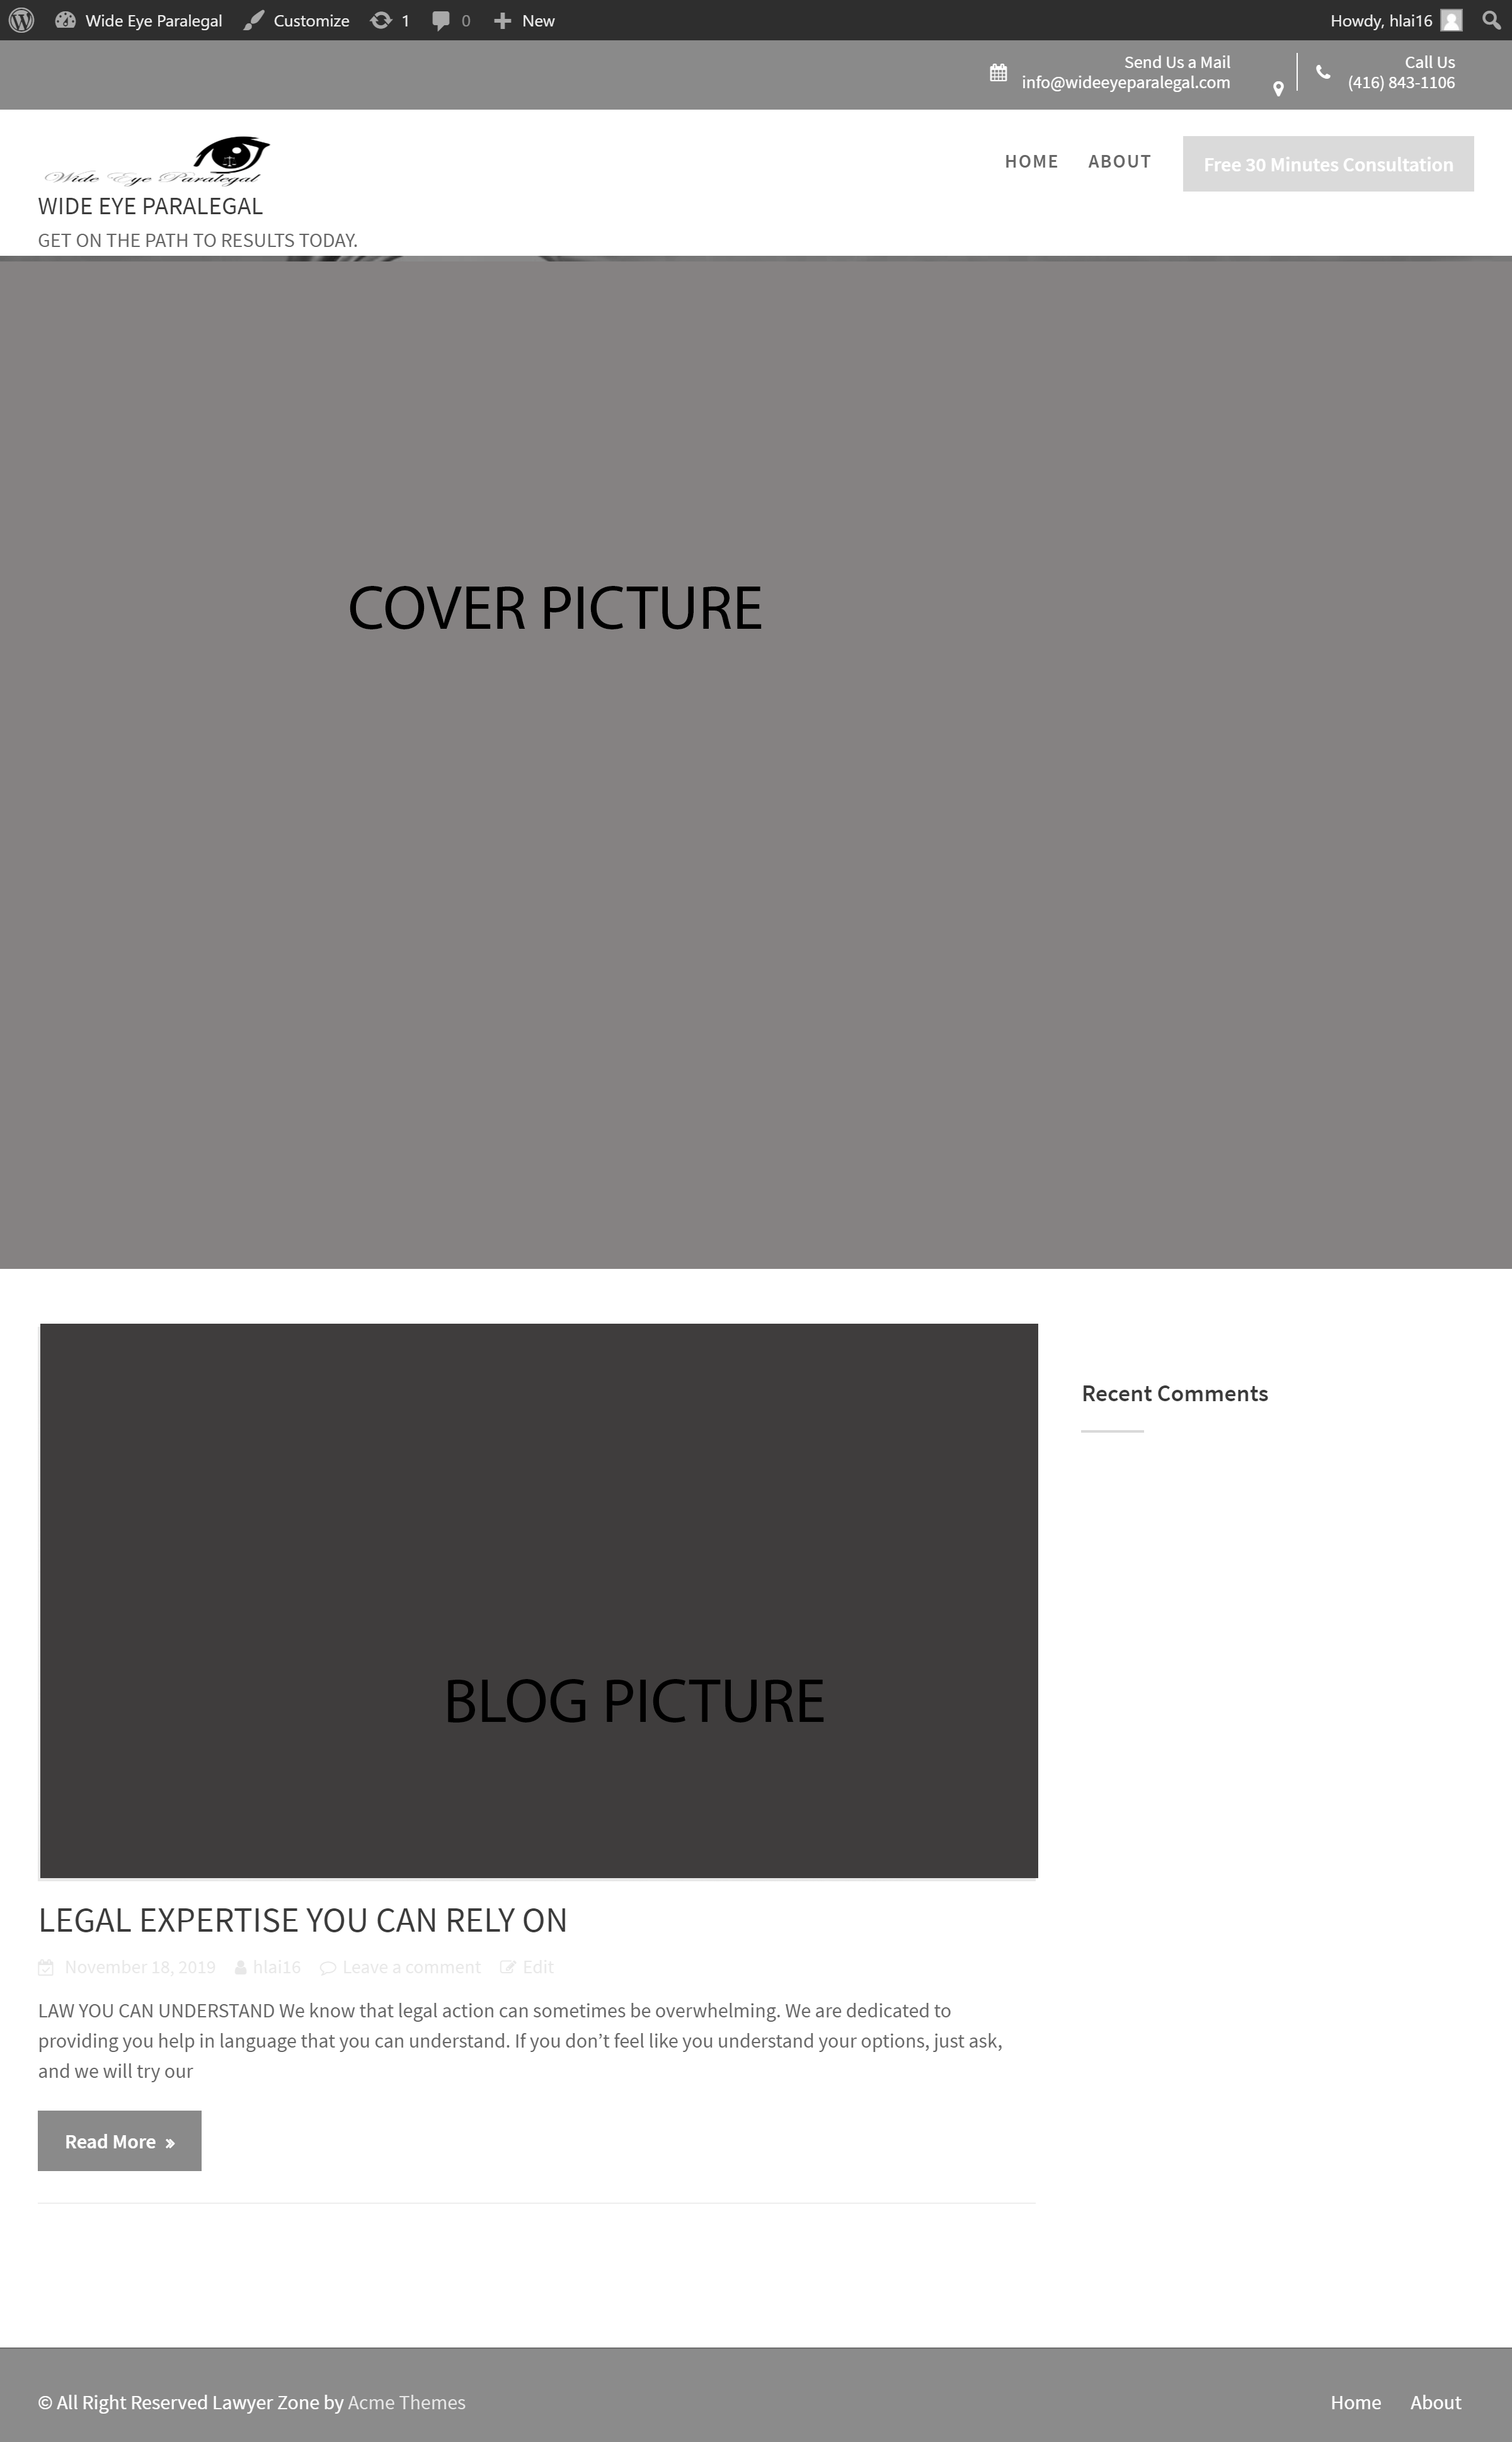 Wide Eye Paralegal Customize 1 0 New Howdy, hlai16
Send Us a Mail
info@wideeyeparalegal.com
Call Us
(416) 843-1106
Wide Eye Paralegal
WIDE EYE PARALEGAL
GET ON THE PATH TO RESULTS TODAY.
HOME ABOUT Free 30 Minutes Consultation
COVER PICTURE
BLOG PICTURE
Recent Comments
LEGAL EXPERTISE YOU CAN RELY ON
November 18, 2019 hlai16 Leave a comment Edit
LAW YOU CAN UNDERSTAND We know that legal action can sometimes be overwhelming. We are dedicated to
providing you help in language that you can understand. If you don’t feel like you understand your options, just ask,
and we will try our
Read More »
© All Right Reserved Lawyer Zone by Acme Themes
Home About